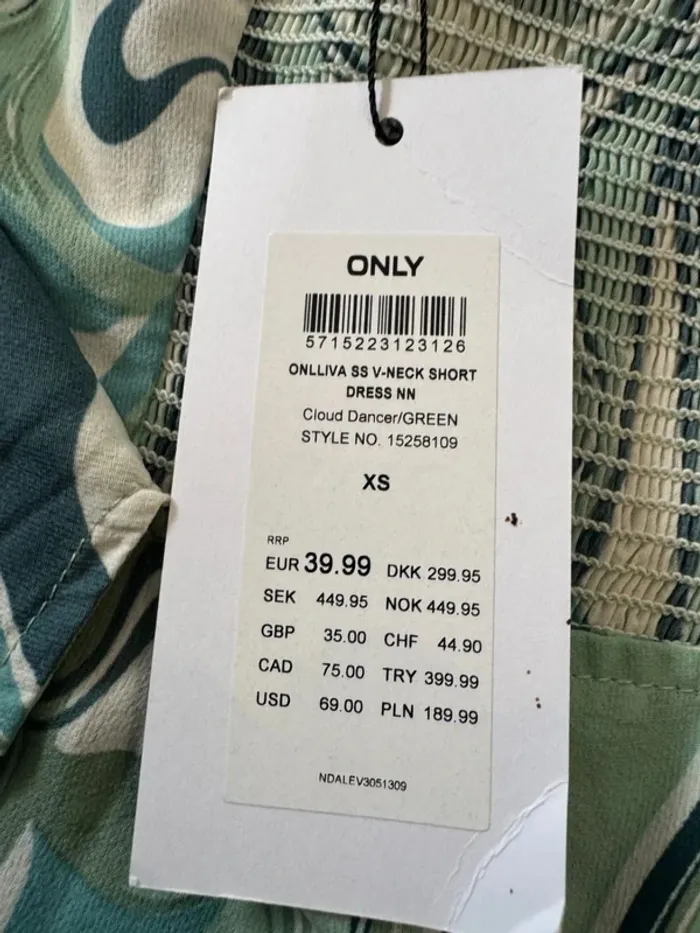 ONLY
5715223123126
ONLLIVA SS V-NECK SHORT
DRESS NN
Cloud Dancer/GREEN
STYLE NO. 15258109
XS
RRP
EUR 39.99 DKK 299.95
SEK 449.95 NOK 449.95
GBP 35.00 CHF 44.90
CAD 75.00 TRY 399.99
USD 69.00 PLN 189.99
NDALEV3051309